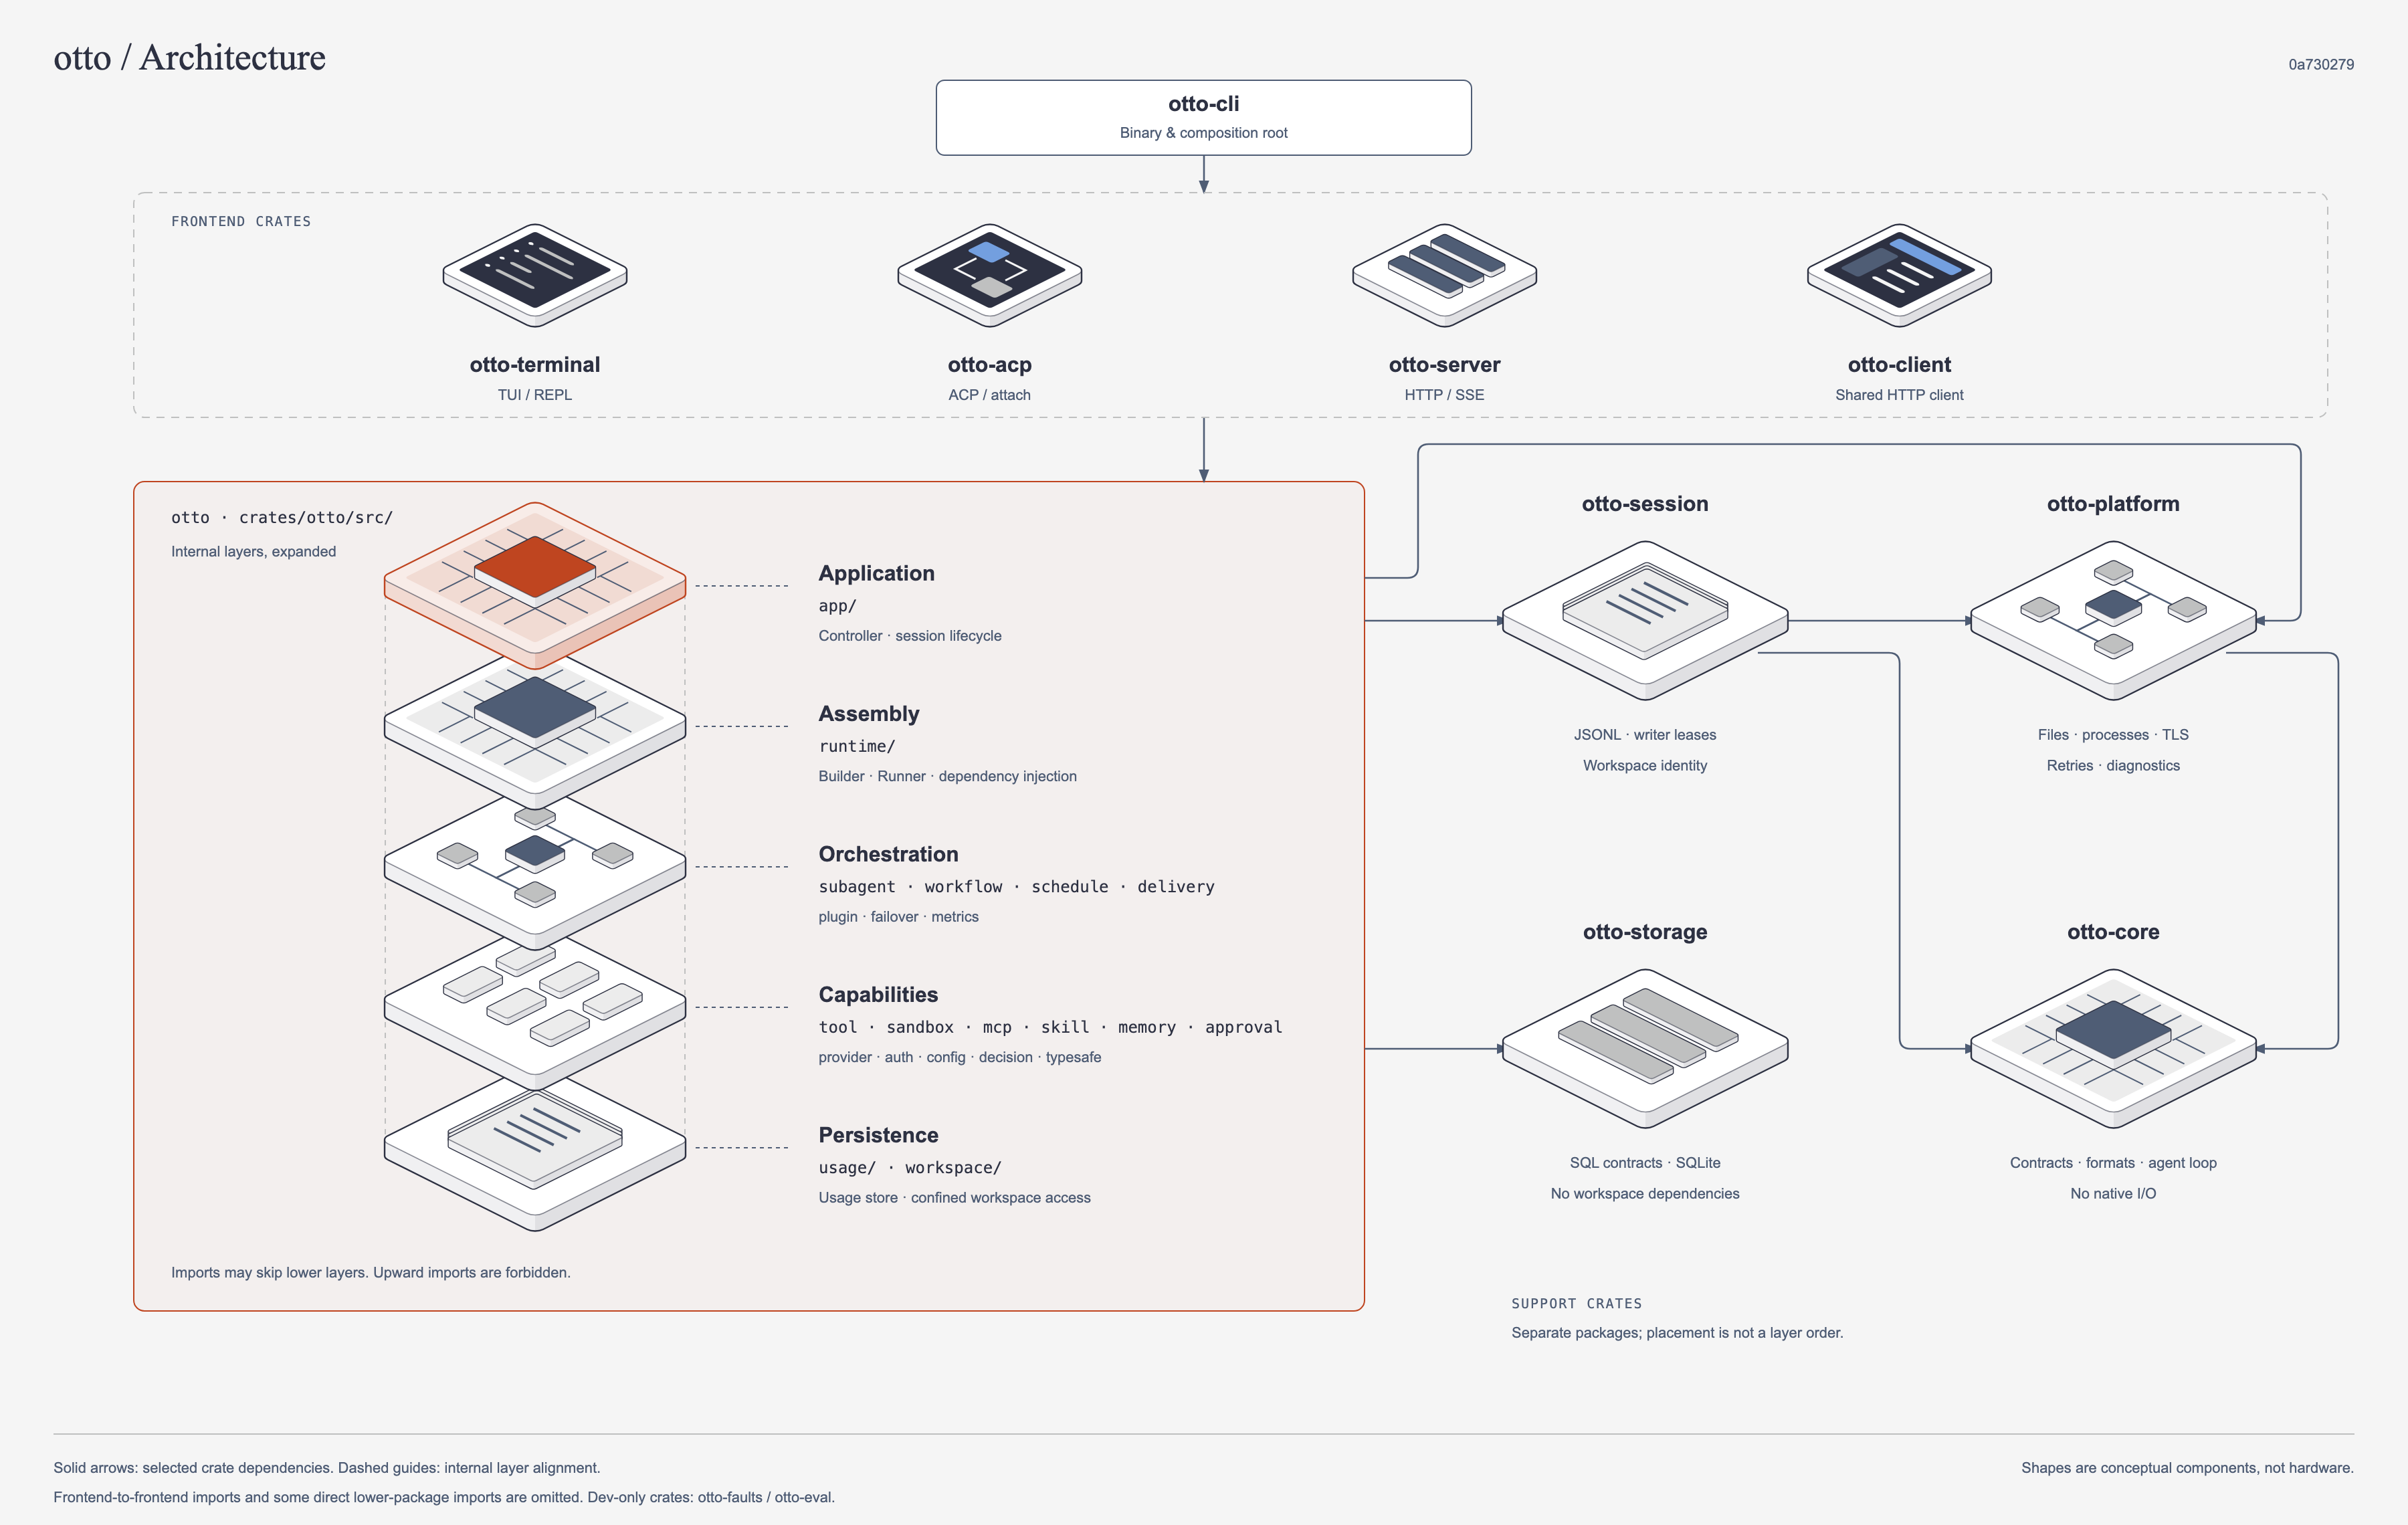 otto / Architecture
0a730279
otto-cli
Binary & composition root
FRONTEND CRATES
otto-terminal
TUI / REPL
otto-acp
ACP / attach
otto-server
HTTP / SSE
otto-client
Shared HTTP client
otto · crates/otto/src/
Internal layers, expanded
Application
app/
Controller · session lifecycle
Assembly
runtime/
Builder · Runner · dependency injection
Orchestration
subagent · workflow · schedule · delivery
plugin · failover · metrics
Capabilities
tool · sandbox · mcp · skill · memory · approval
provider · auth · config · decision · typesafe
Persistence
usage/ · workspace/
Usage store · confined workspace access
Imports may skip lower layers. Upward imports are forbidden.
otto-session
JSONL · writer leases
Workspace identity
otto-platform
Files · processes · TLS
Retries · diagnostics
otto-storage
SQL contracts · SQLite
No workspace dependencies
otto-core
Contracts · formats · agent loop
No native I/O
SUPPORT CRATES
Separate packages; placement is not a layer order.
Solid arrows: selected crate dependencies. Dashed guides: internal layer alignment.
Shapes are conceptual components, not hardware.
Frontend-to-frontend imports and some direct lower-package imports are omitted. Dev-only crates: otto-faults / otto-eval.